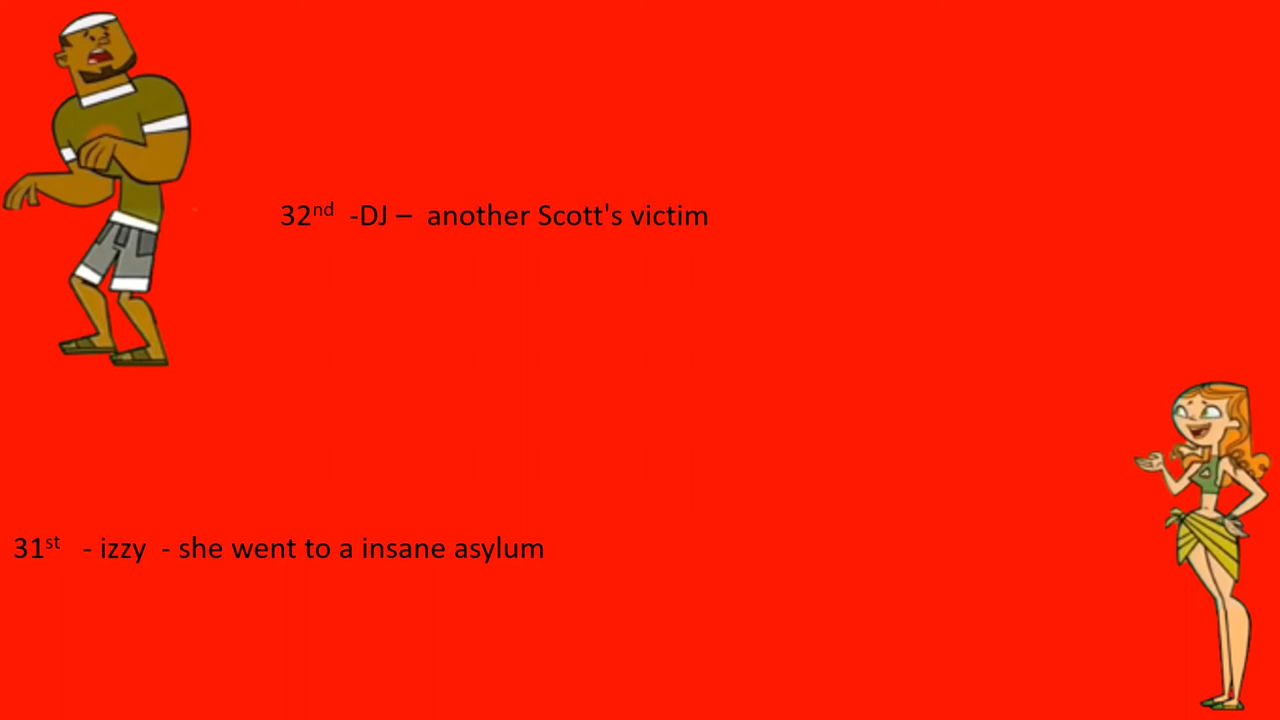 32nd -DJ – another Scott's victim
31st - izzy - she went to a insane asylum